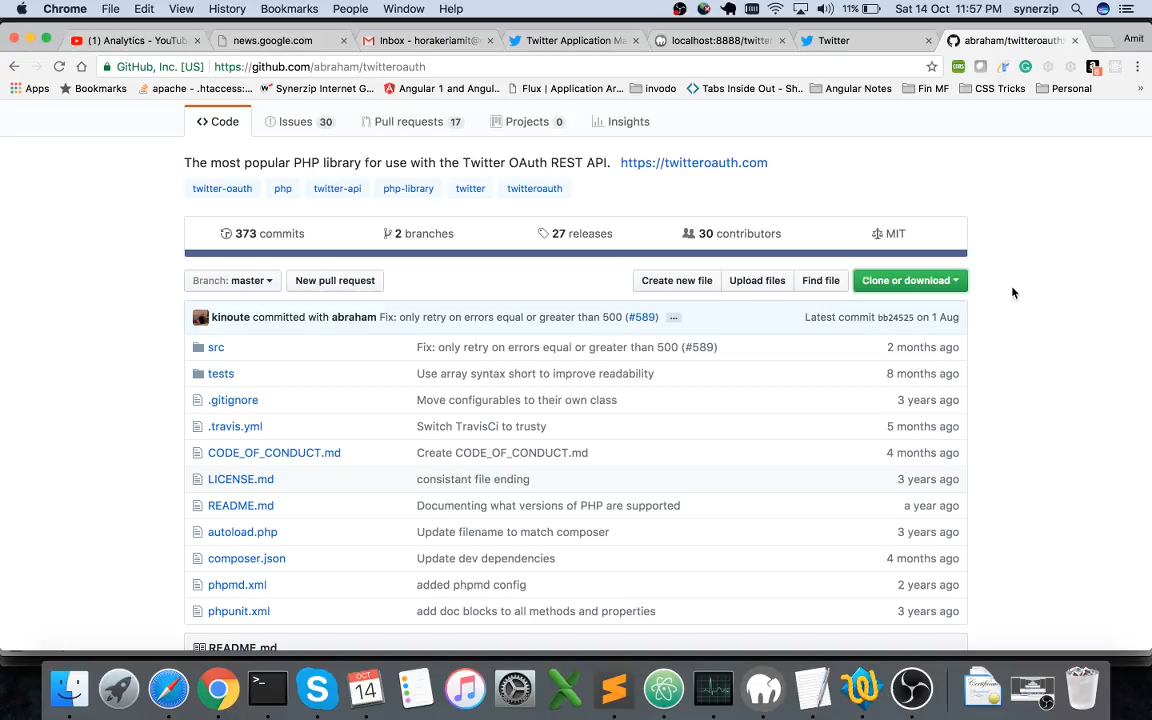 Chrome File Edit View History Bookmarks People Window Help 11% Sat 14 Oct 11:57 PM synerzip
(1) Analytics - YouTub news.google.com Inbox - horakeriamit@ Twitter Application Ma localhost:8888/twitter Twitter abraham/twitteroauth: Amit
GitHub, Inc. [US] https://github.com/abraham/twitteroauth
Apps Bookmarks apache - .htaccess:... Synerzip Internet G... Angular 1 and Angul.. Flux | Application Ar... invodo Tabs Inside Out - Sh.. Angular Notes Fin MF CSS Tricks Personal »
Code Issues 30 Pull requests 17 Projects 0 Insights
The most popular PHP library for use with the Twitter OAuth REST API. https://twitteroauth.com
twitter-oauth php twitter-api php-library twitter twitteroauth
373 commits 2 branches 27 releases 30 contributors MIT
Branch: master New pull request Create new file Upload files Find file Clone or download
kinoute committed with abraham Fix: only retry on errors equal or greater than 500 (#589) ... Latest commit bb24525 on 1 Aug
src Fix: only retry on errors equal or greater than 500 (#589) 2 months ago
tests Use array syntax short to improve readability 8 months ago
.gitignore Move configurables to their own class 3 years ago
.travis.yml Switch TravisCi to trusty 5 months ago
CODE_OF_CONDUCT.md Create CODE_OF_CONDUCT.md 4 months ago
LICENSE.md consistant file ending 3 years ago
README.md Documenting what versions of PHP are supported a year ago
autoload.php Update filename to match composer 3 years ago
composer.json Update dev dependencies 4 months ago
phpmd.xml added phpmd config 2 years ago
phpunit.xml add doc blocks to all methods and properties 3 years ago
README.md
OCT
14